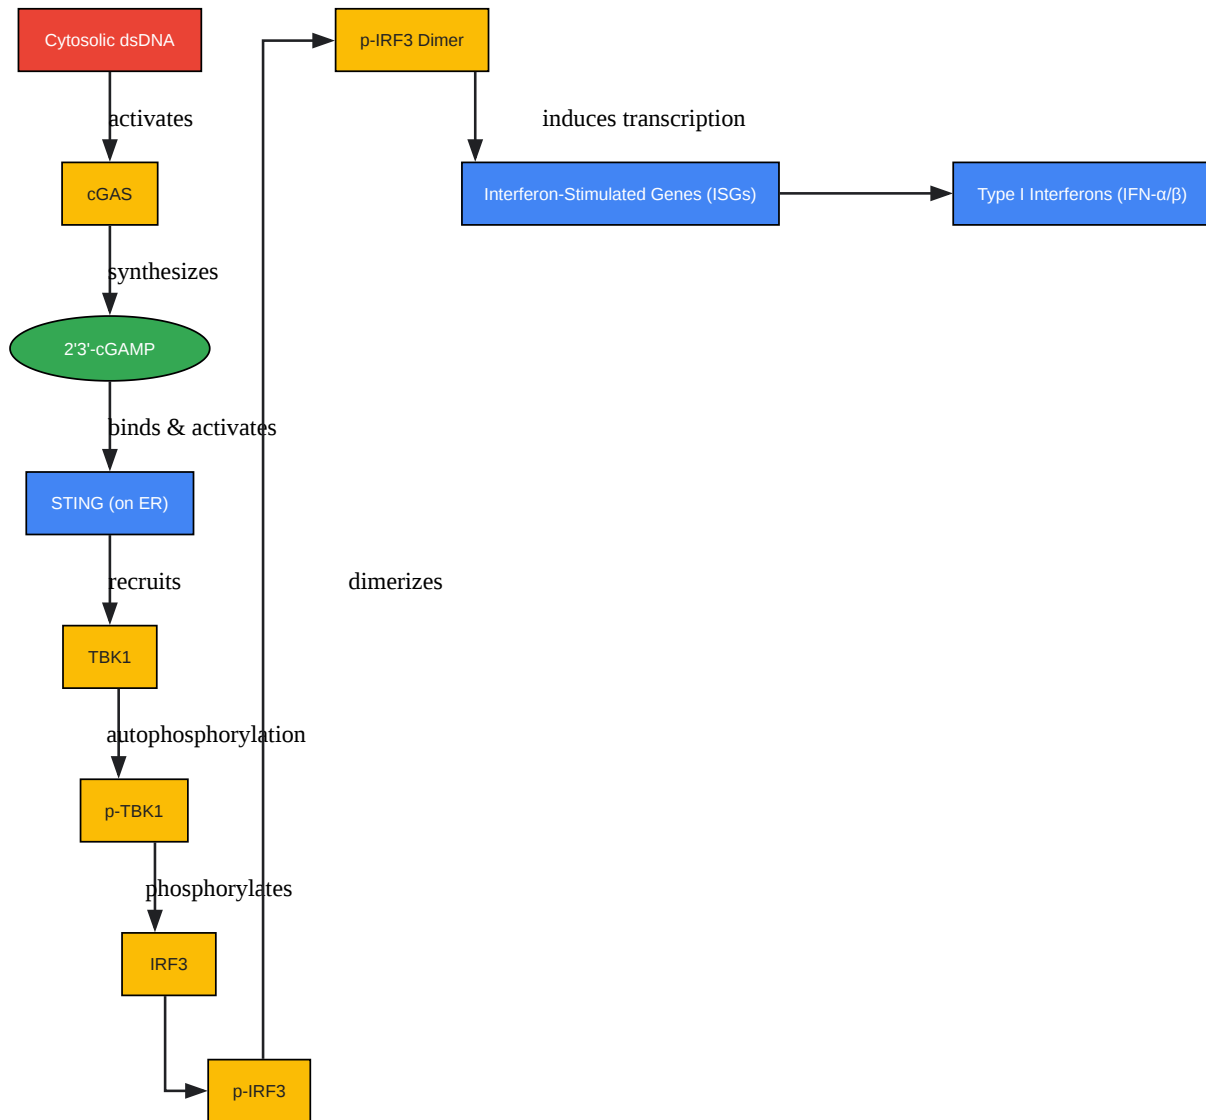 Cytosolic dsDNA
activates
cGAS
synthesizes
2'3'-cGAMP
binds & activates
STING (on ER)
recruits
TBK1
autophosphorylation
p-TBK1
phosphorylates
IRF3
p-IRF3
dimerizes
p-IRF3 Dimer
induces transcription
Interferon-Stimulated Genes (ISGs)
Type I Interferons (IFN-α/β)